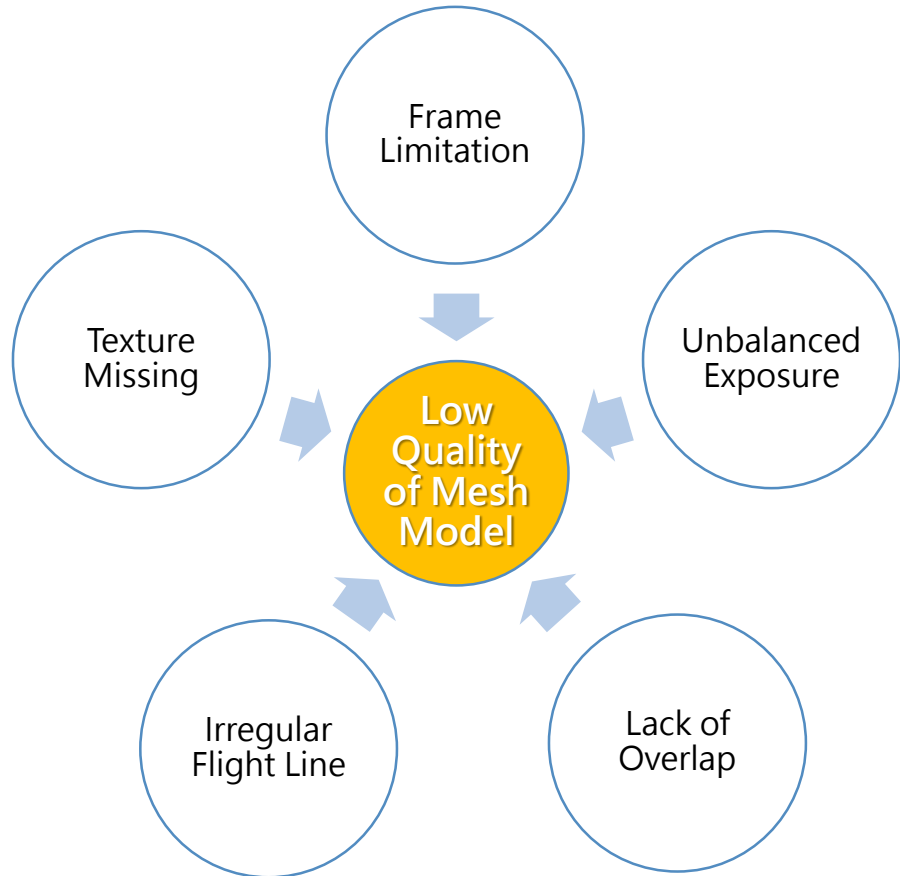 Frame
Limitation
Texture
Missing
Unbalanced
Exposure
Low
Quality
of Mesh
Model
Irregular
Flight Line
Lack of
Overlap